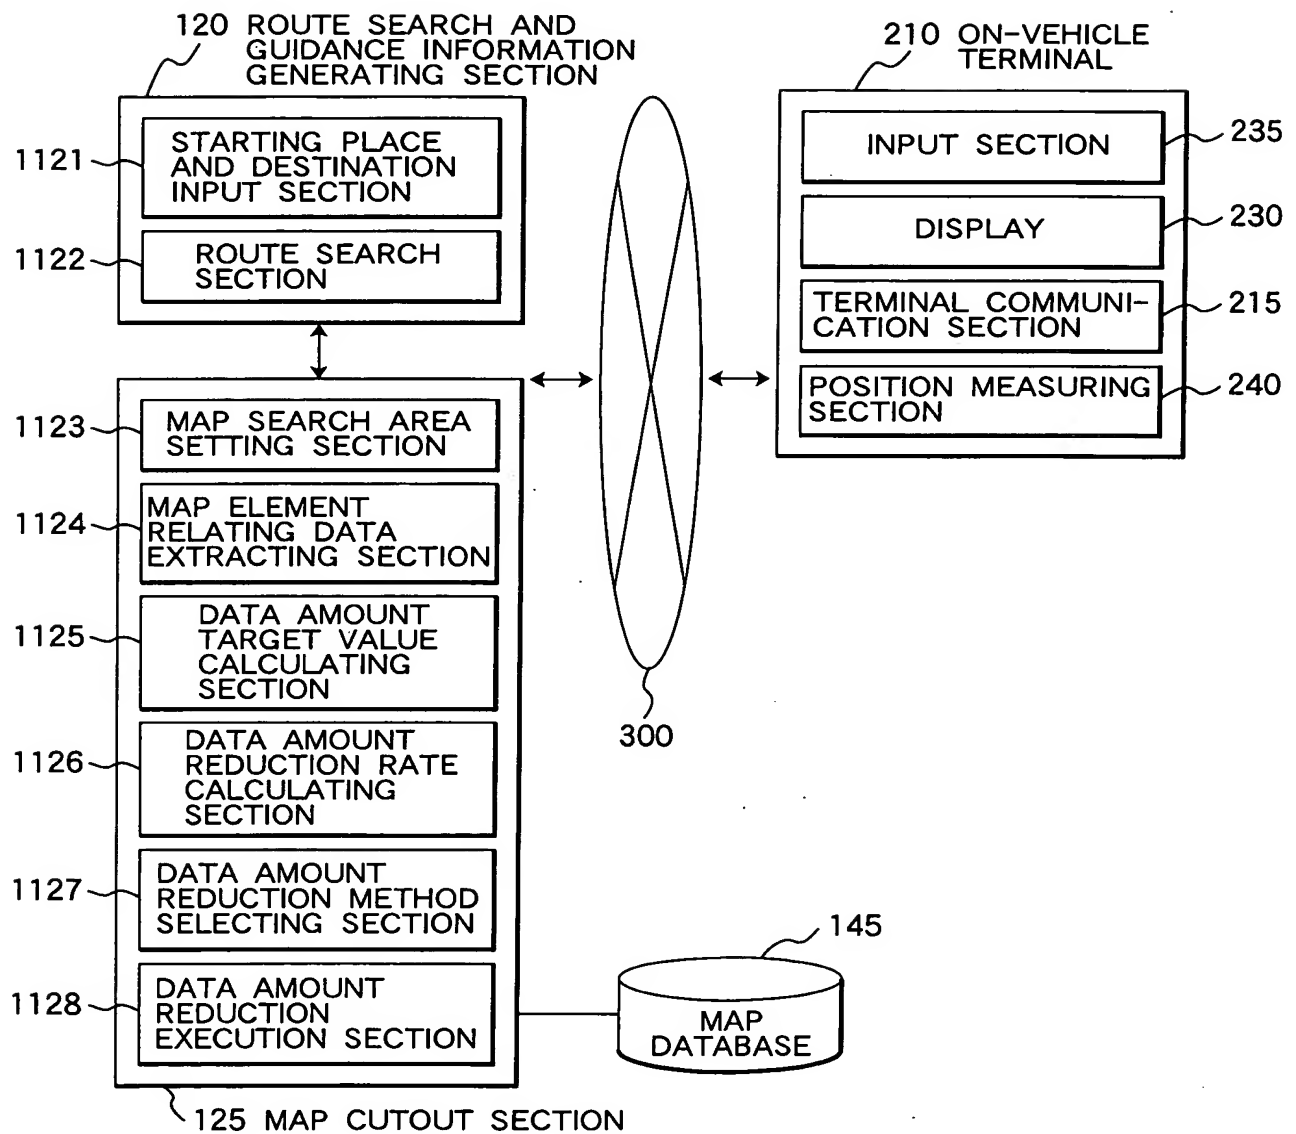 120 ROUTE SEARCH AND
GUIDANCE INFORMATION
GENERATING SECTION
1121
STARTING PLACE
AND DESTINATION
INPUT SECTION
1122
ROUTE SEARCH
SECTION
1123
MAP SEARCH AREA
SETTING SECTION
1124
MAP ELEMENT
RELATING DATA
EXTRACTING SECTION
1125
DATA AMOUNT
TARGET VALUE
CALCULATING
SECTION
1126
DATA AMOUNT
REDUCTION RATE
CALCULATING
SECTION
1127
DATA AMOUNT
REDUCTION METHOD
SELECTING SECTION
1128
DATA AMOUNT
REDUCTION
EXECUTION SECTION
125 MAP CUTOUT SECTION
300
145
MAP
DATABASE
210 ON-VEHICLE
TERMINAL
INPUT SECTION
235
DISPLAY
230
TERMINAL COMMUNI-
CATION SECTION
215
POSITION MEASURING
SECTION
240